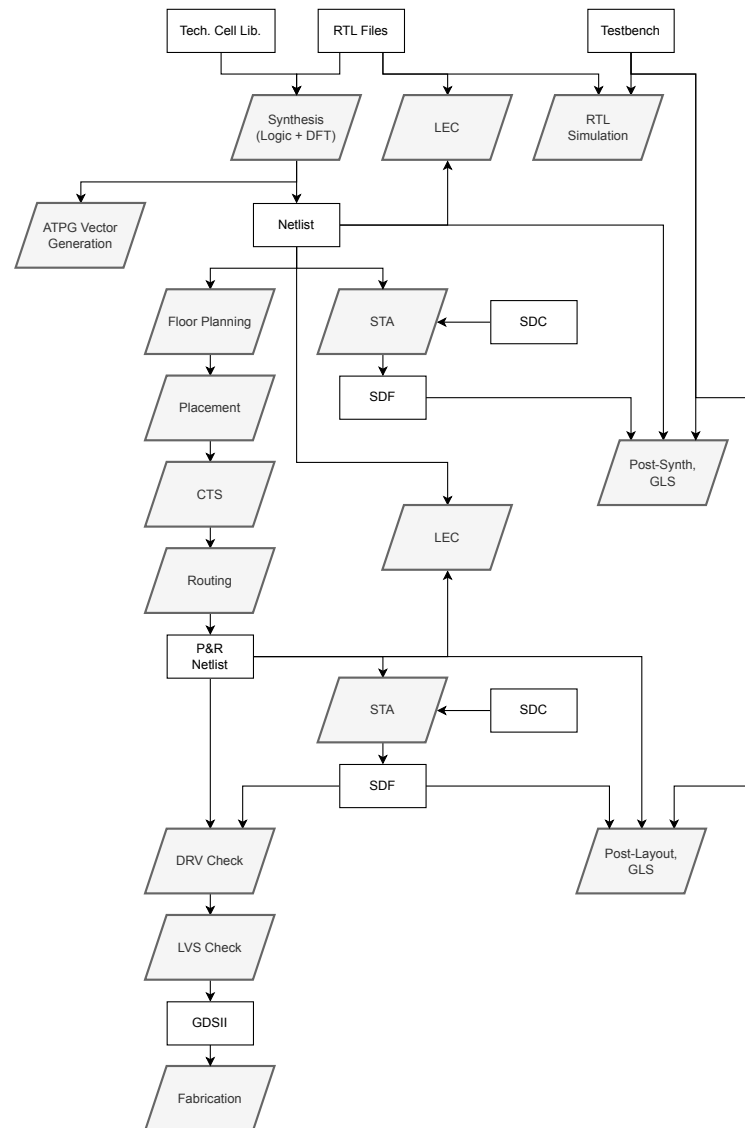 Tech. Cell Lib.
RTL Files
Testbench
Synthesis
(Logic + DFT)
LEC
RTL
Simulation
ATPG Vector
Generation
Netlist
Floor Planning
STA
SDC
Placement
SDF
Post-Synth,
GLS
CTS
LEC
Routing
P&R
Netlist
STA
SDC
SDF
DRV Check
Post-Layout,
GLS
LVS Check
GDSII
Fabrication